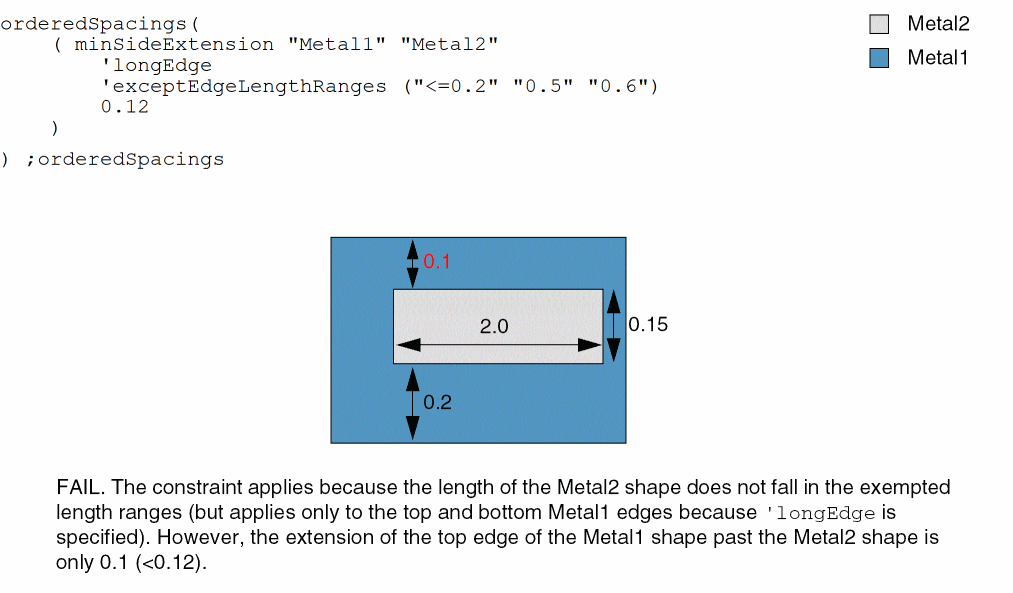 orderedSpacings(
( minSideExtension "Metal1" "Metal2"
'longEdge
'exceptEdgeLengthRanges ("<=0.2" "0.5" "0.6")
0.12
)
) ;orderedSpacings
Metal2
Metal1
0.1
2.0
0.15
0.2
FAIL. The constraint applies because the length of the Metal2 shape does not fall in the exempted
length ranges (but applies only to the top and bottom Metal1 edges because 'longEdge is
specified). However, the extension of the top edge of the Metal1 shape past the Metal2 shape is
only 0.1 (<0.12).